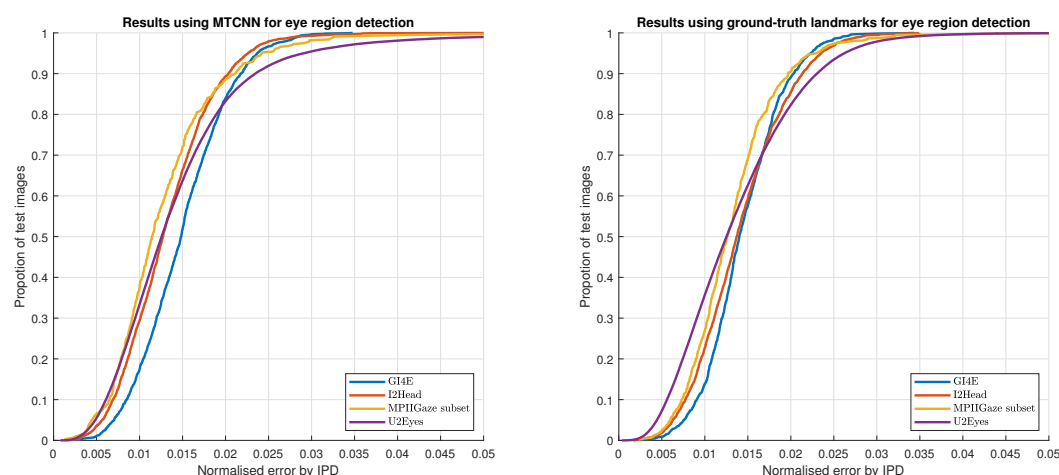 Results using MTCNN for eye region detection
1
0.9
0.8
0.7
0.6
0.5
0.4
0.3
0.2
0.1
0
Propotion of test images
0 0.005 0.01 0.015 0.02 0.025 0.03 0.035 0.04 0.045 0.05
Normalised error by IPD
GI4E
I2Head
MPIIGaze subset
U2Eyes
Results using ground-truth landmarks for eye region detection
1
0.9
0.8
0.7
0.6
0.5
0.4
0.3
0.2
0.1
0
Propotion of test images
0 0.005 0.01 0.015 0.02 0.025 0.03 0.035 0.04 0.045 0.05
Normalised error by IPD
GI4E
I2Head
MPIIGaze subset
U2Eyes